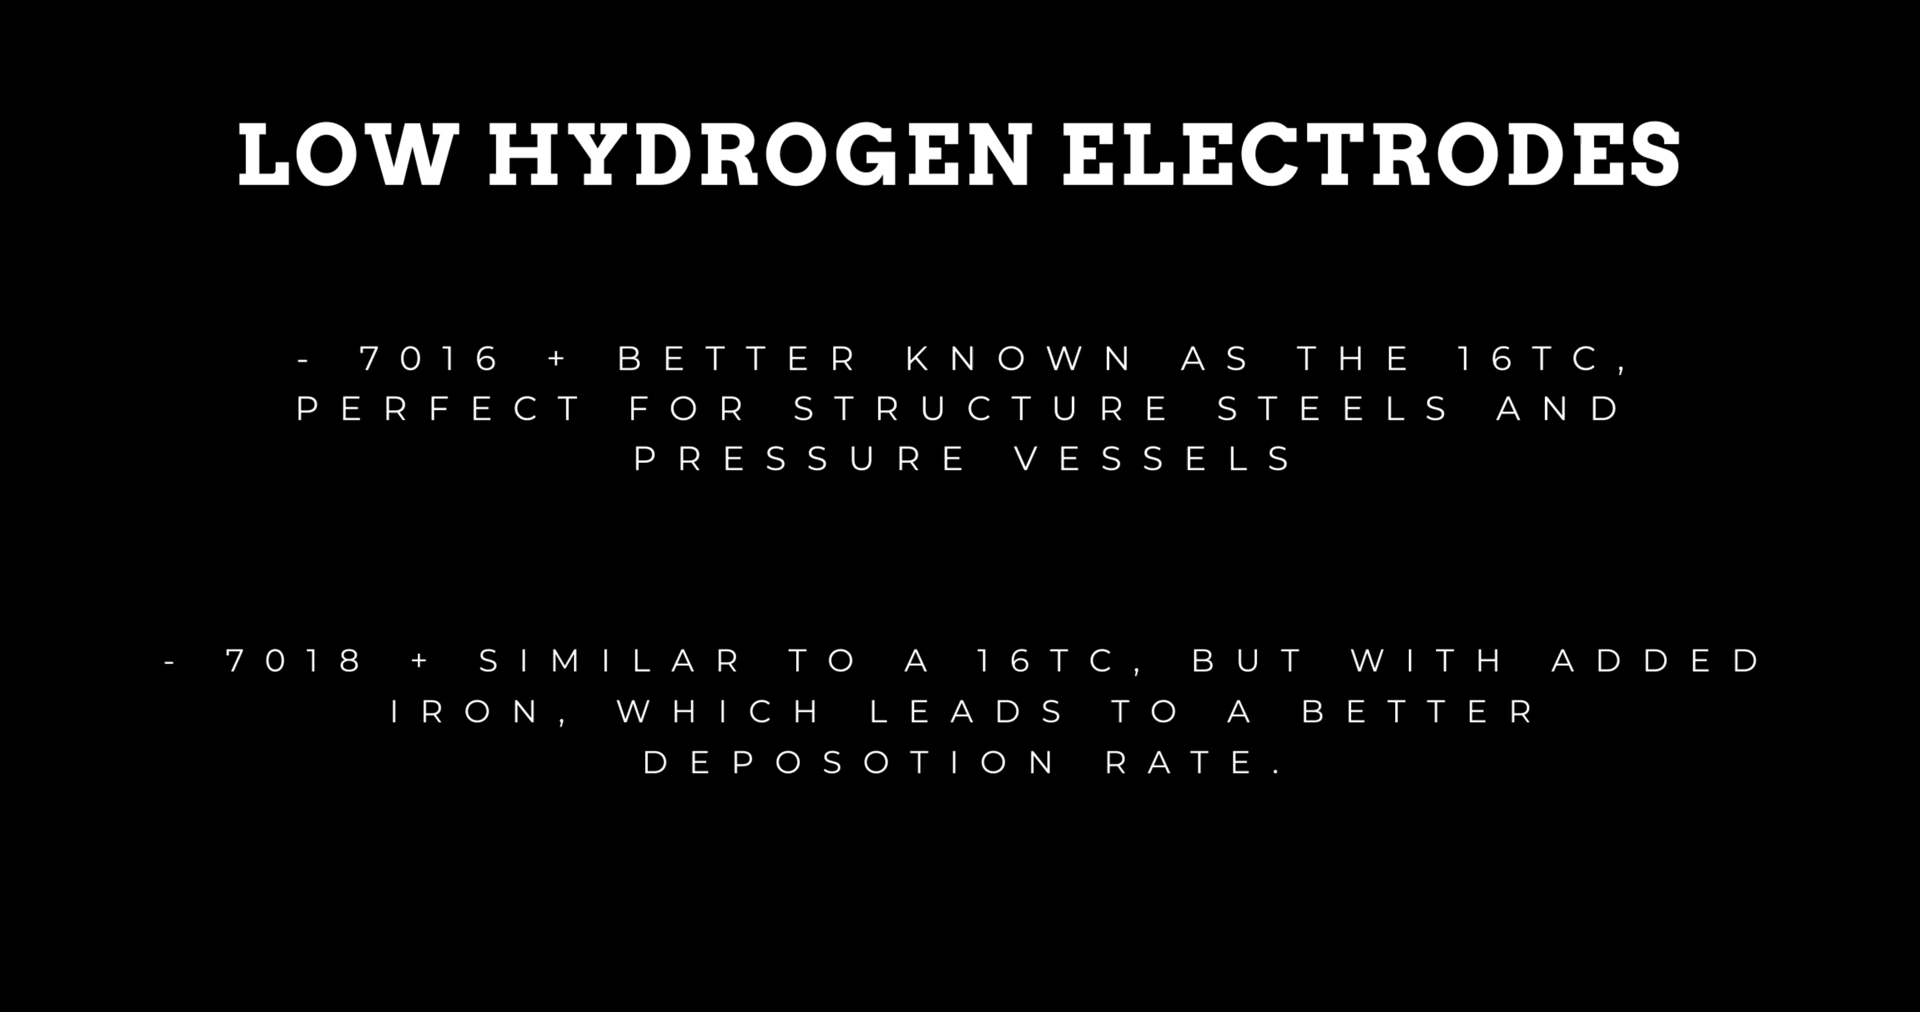 LOW HYDROGEN ELECTRODES
- 7016 + BETTER KNOWN AS THE 16TC,
PERFECT FOR STRUCTURE STEELS AND
PRESSURE VESSELS
- 7018 + SIMILAR TO A 16TC, BUT WITH ADDED
IRON, WHICH LEADS TO A BETTER
DEPOSOTION RATE.